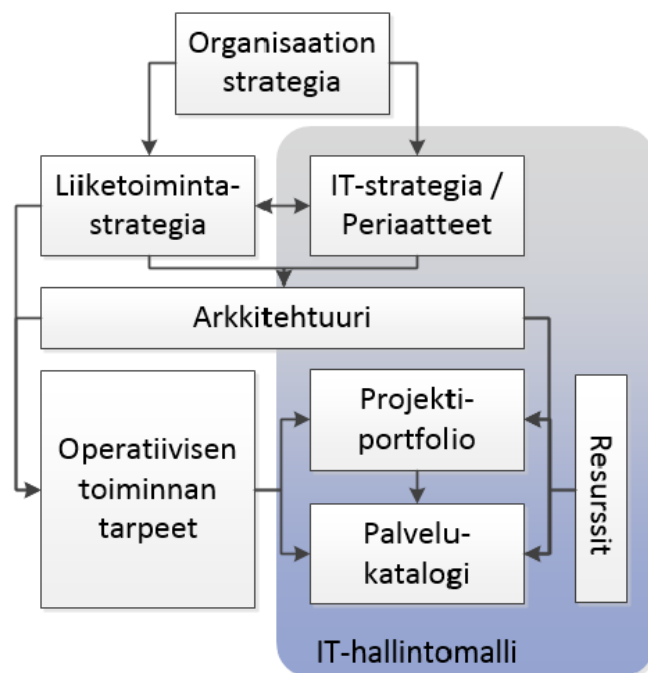 Organisaation
strategia
Liiketoiminta-
strategia
IT-strategia /
Periaatteet
Arkkitehtuuri
Operatiivisen
toiminnan
tarpeet
Projekti-
portfolio
Palvelu-
katalogi
Resurssit
IT-hallintomalli